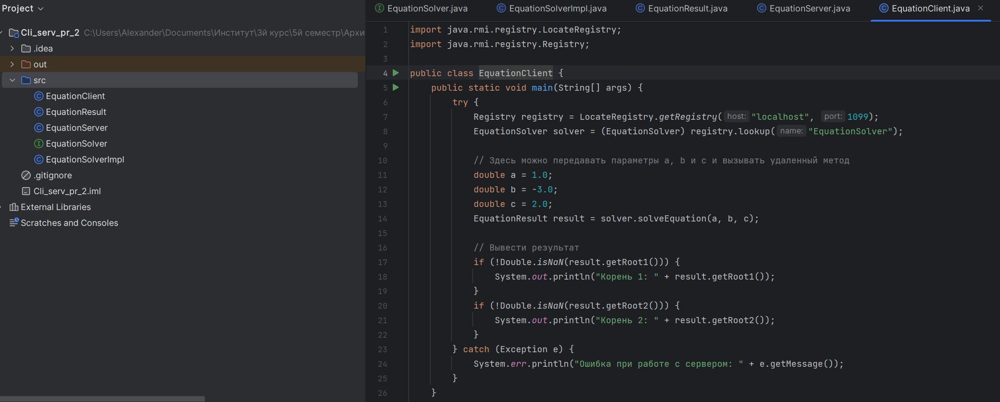 Project
Cli_serv_pr_2 C:\Users\Alexander\Documents\Институт\3й курс\5й семестр\Архи
.idea
out
src
EquationClient
EquationResult
EquationServer
EquationSolver
EquationSolverImpl
.gitignore
Cli_serv_pr_2.iml
External Libraries
Scratches and Consoles
EquationSolver.java EquationSolverImpl.java EquationResult.java EquationServer.java EquationClient.java
1 import java.rmi.registry.LocateRegistry;
2 import java.rmi.registry.Registry;
3
4 public class EquationClient {
5 public static void main(String[] args) {
6 try {
7 Registry registry = LocateRegistry.getRegistry( host: "localhost", port: 1099);
8 EquationSolver solver = (EquationSolver) registry.lookup( name: "EquationSolver");
9
10 // Здесь можно передавать параметры a, b и c и вызывать удаленный метод
11 double a = 1.0;
12 double b = -3.0;
13 double c = 2.0;
14 EquationResult result = solver.solveEquation(a, b, c);
15
16 // Вывести результат
17 if (!Double.isNaN(result.getRoot1())) {
18 System.out.println("Корень 1: " + result.getRoot1());
19 }
20 if (!Double.isNaN(result.getRoot2())) {
21 System.out.println("Корень 2: " + result.getRoot2());
22 }
23 } catch (Exception e) {
24 System.err.println("Ошибка при работе с сервером: " + e.getMessage());
25 }
26 }